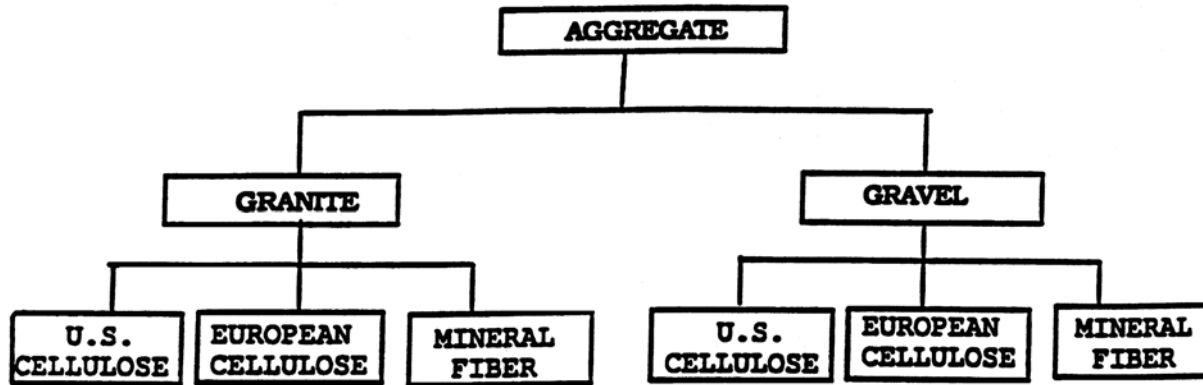 AGGREGATE
GRANITE
GRAVEL
U.S.
CELLULOSE
EUROPEAN
CELLULOSE
MINERAL
FIBER
U.S.
CELLULOSE
EUROPEAN
CELLULOSE
MINERAL
FIBER